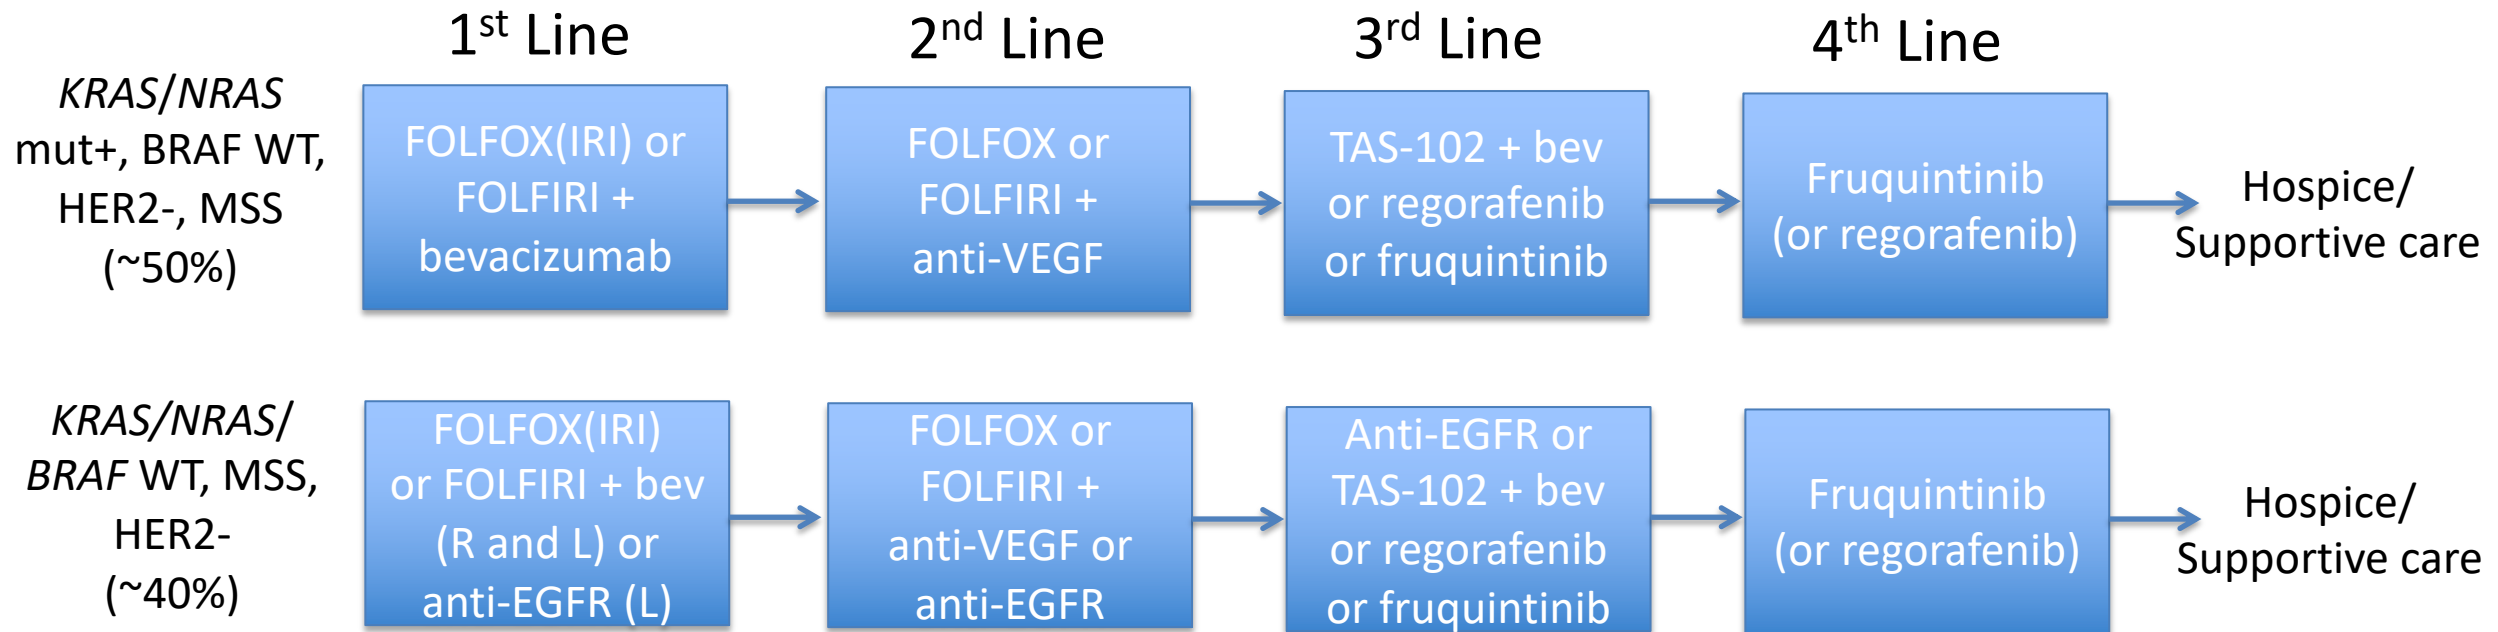 1st Line
2nd Line
3rd Line
4th Line
KRAS/NRAS
mut+, BRAF WT,
HER2-, MSS
(~50%)
FOLFOX(IRI) or
FOLFIRI +
bevacizumab
FOLFOX or
FOLFIRI +
anti-VEGF
TAS-102 + bev
or regorafenib
or fruquintinib
Fruquintinib
(or regorafenib)
Hospice/
Supportive care
KRAS/NRAS/
BRAF WT, MSS,
HER2-
(~40%)
FOLFOX(IRI)
or FOLFIRI + bev
(R and L) or
anti-EGFR (L)
FOLFOX or
FOLFIRI +
anti-VEGF or
anti-EGFR
Anti-EGFR or
TAS-102 + bev
or regorafenib
or fruquintinib
Fruquintinib
(or regorafenib)
Hospice/
Supportive care